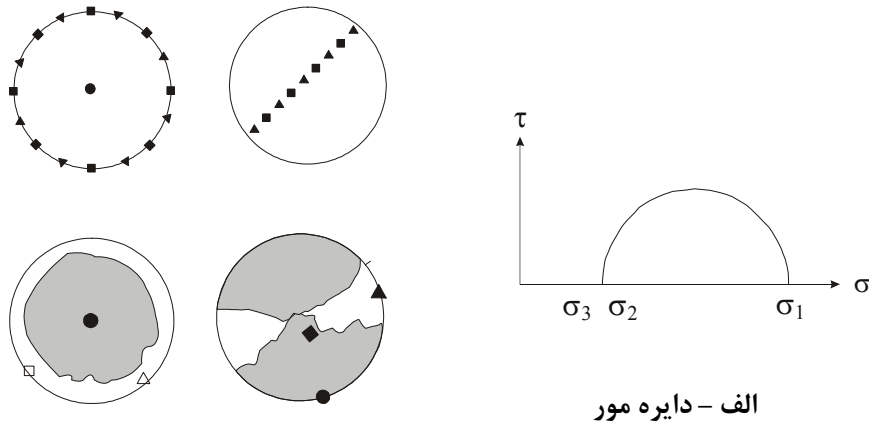 τ
σ
σ₃ σ₂ σ₁
الف – دایره مور